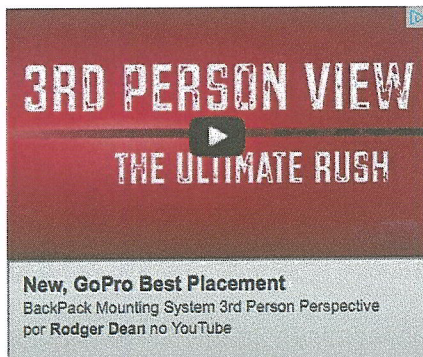 3RD PERSON VIEW
THE ULTIMATE RUSH
New, GoPro Best Placement
BackPack Mounting System 3rd Person Perspective
por Rodger Dean no YouTube